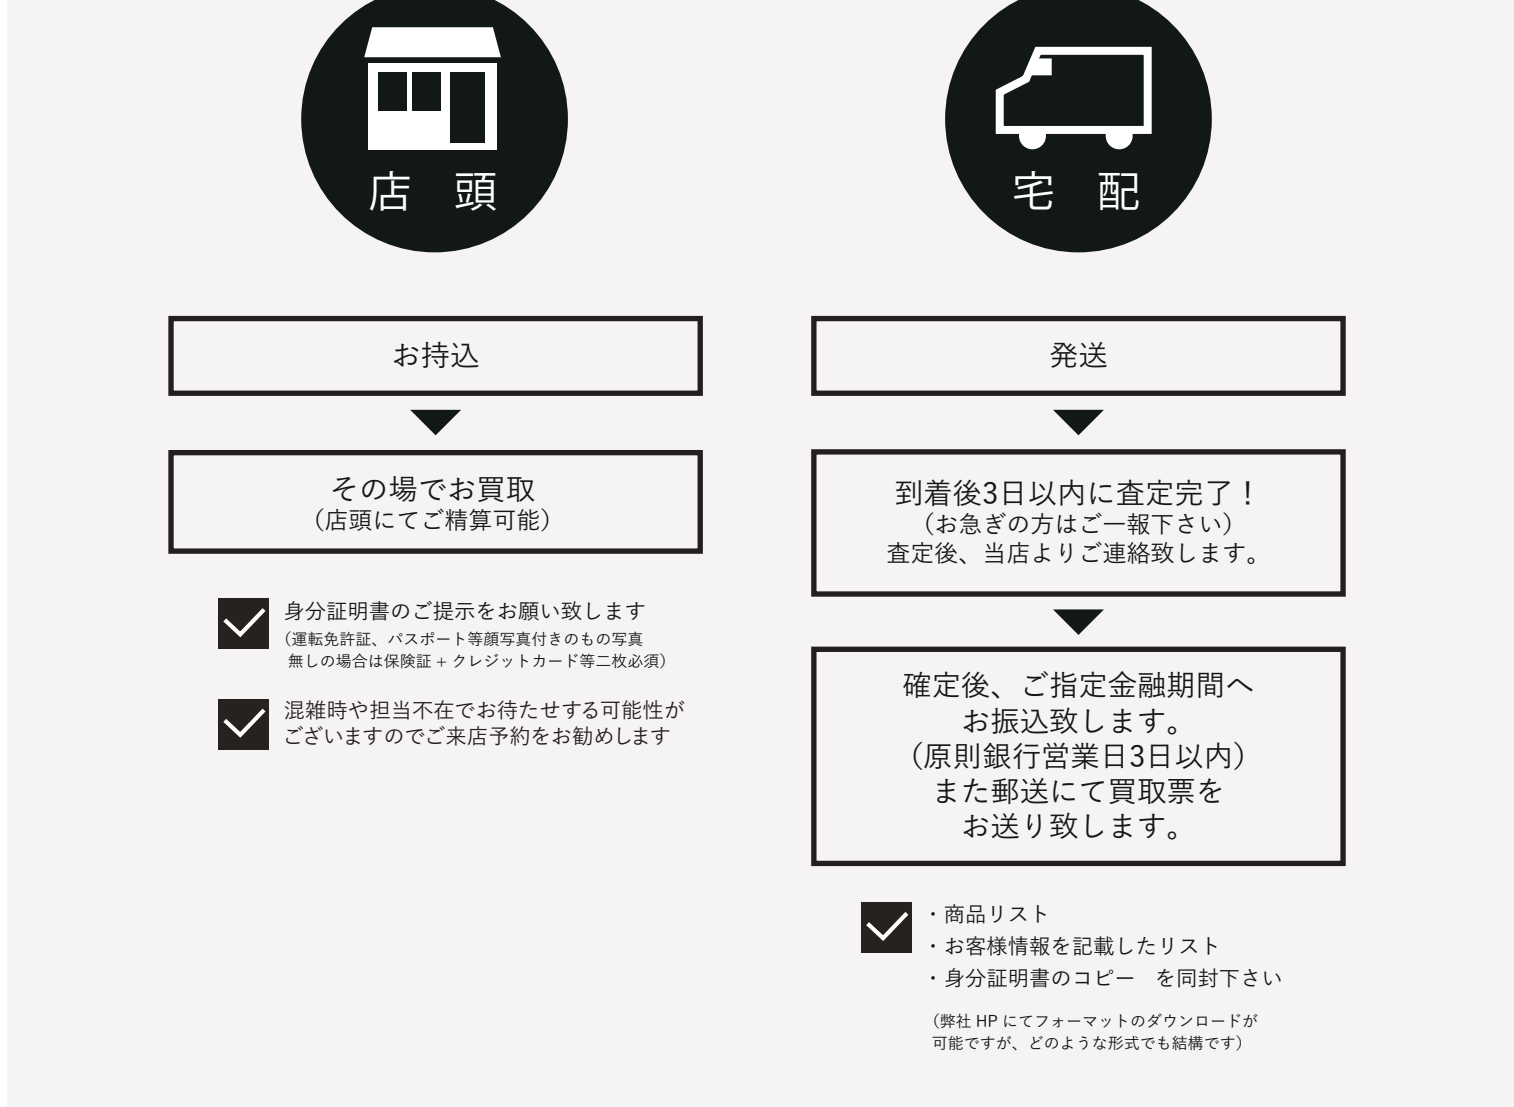 店　頭
お持込
その場でお買取
（店頭にてご精算可能）
身分証明書のご提示をお願い致します
（運転免許証、パスポート等顔写真付きのもの写真
無しの場合は保険証 + クレジットカード等二枚必須）
混雑時や担当不在でお待たせする可能性が
ございますのでご来店予約をお勧めします
宅　配
発送
到着後3日以内に査定完了！
（お急ぎの方はご一報下さい）
査定後、当店よりご連絡致します。
確定後、ご指定金融期間へ
お振込致します。
（原則銀行営業日3日以内）
また郵送にて買取票を
お送り致します。
・商品リスト
・お客様情報を記載したリスト
・身分証明書のコピー　を同封下さい
（弊社 HP にてフォーマットのダウンロードが
可能ですが、どのような形式でも結構です）